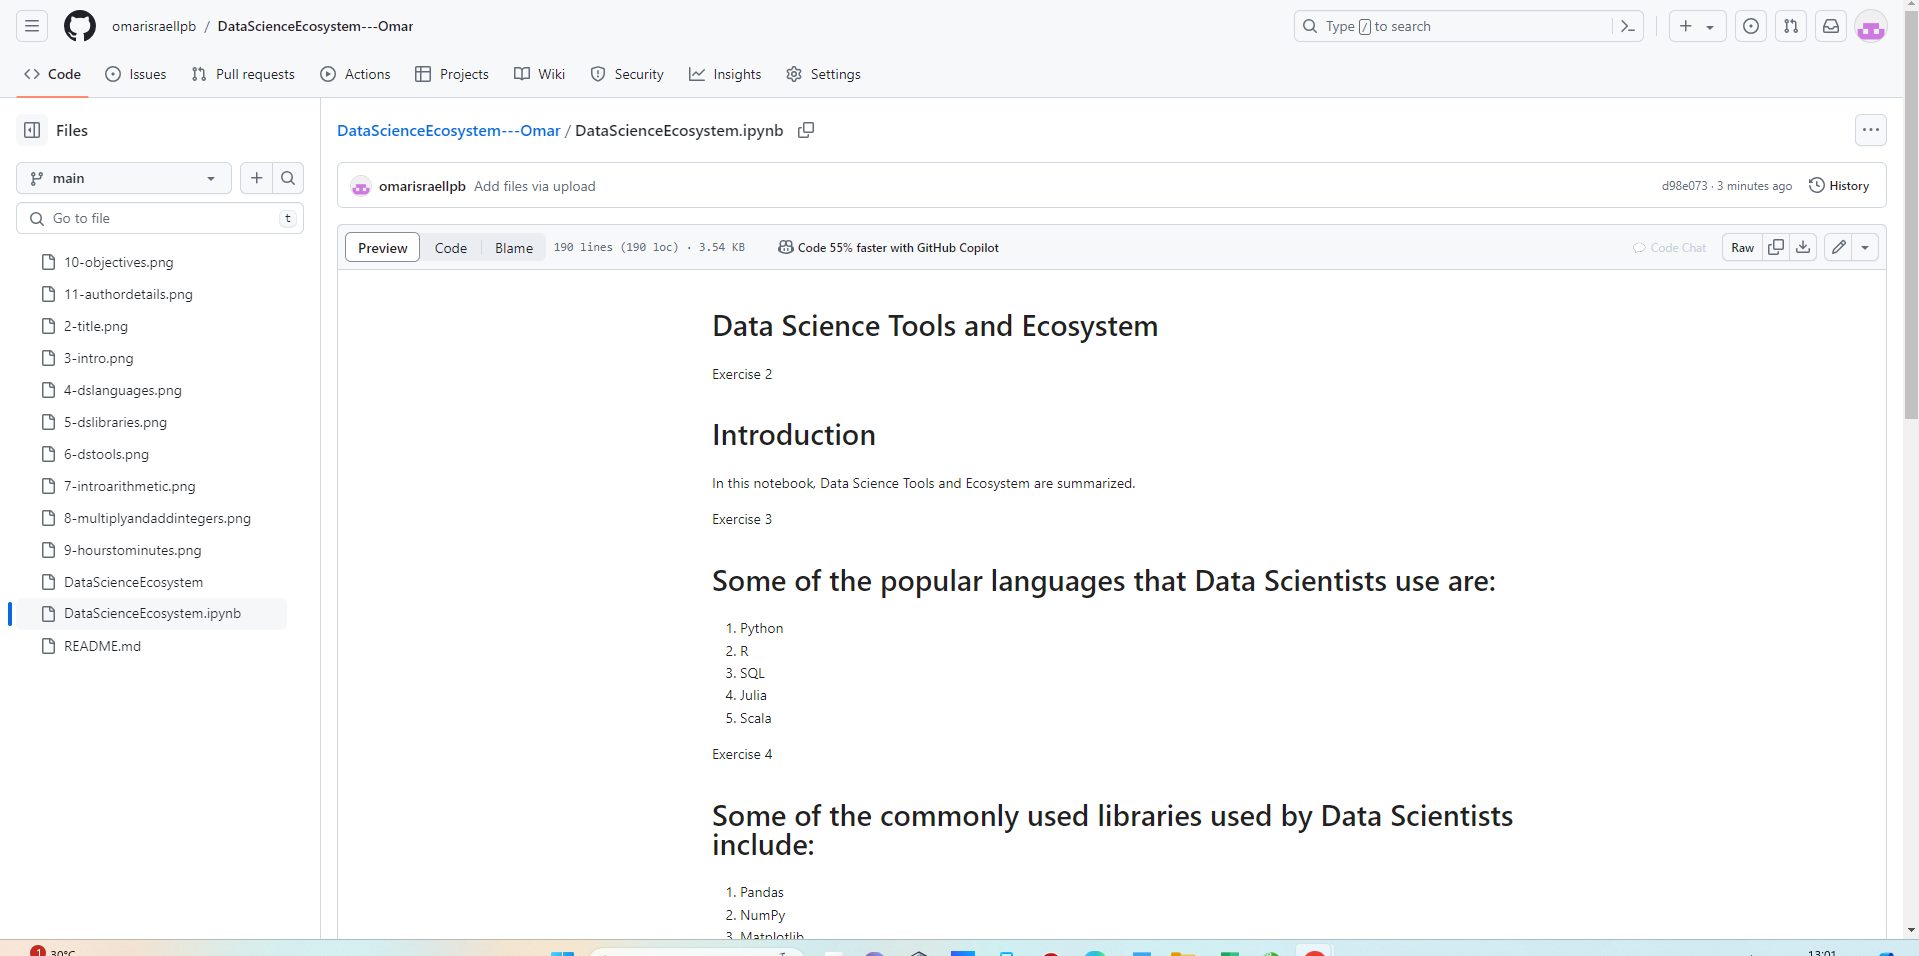 omarisraellpb / DataScienceEcosystem---Omar
Type / to search
Code Issues Pull requests Actions Projects Wiki Security Insights Settings
Files
main
Go to file
t
10-objectives.png
11-authordetails.png
2-title.png
3-intro.png
4-dslanguages.png
5-dslibraries.png
6-dstools.png
7-introarithmetic.png
8-multiplyandaddintegers.png
9-hourstominutes.png
DataScienceEcosystem
DataScienceEcosystem.ipynb
README.md
DataScienceEcosystem---Omar / DataScienceEcosystem.ipynb
omarisraellpb Add files via upload
d98e073 · 3 minutes ago
History
Preview Code Blame
190 lines (190 loc) · 3.54 KB
Code 55% faster with GitHub Copilot
Code Chat
Raw
Data Science Tools and Ecosystem
Exercise 2
Introduction
In this notebook, Data Science Tools and Ecosystem are summarized.
Exercise 3
Some of the popular languages that Data Scientists use are:
1. Python
2. R
3. SQL
4. Julia
5. Scala
Exercise 4
Some of the commonly used libraries used by Data Scientists
include:
1. Pandas
2. NumPy
3. Matplotlib
1
30°C
13:01